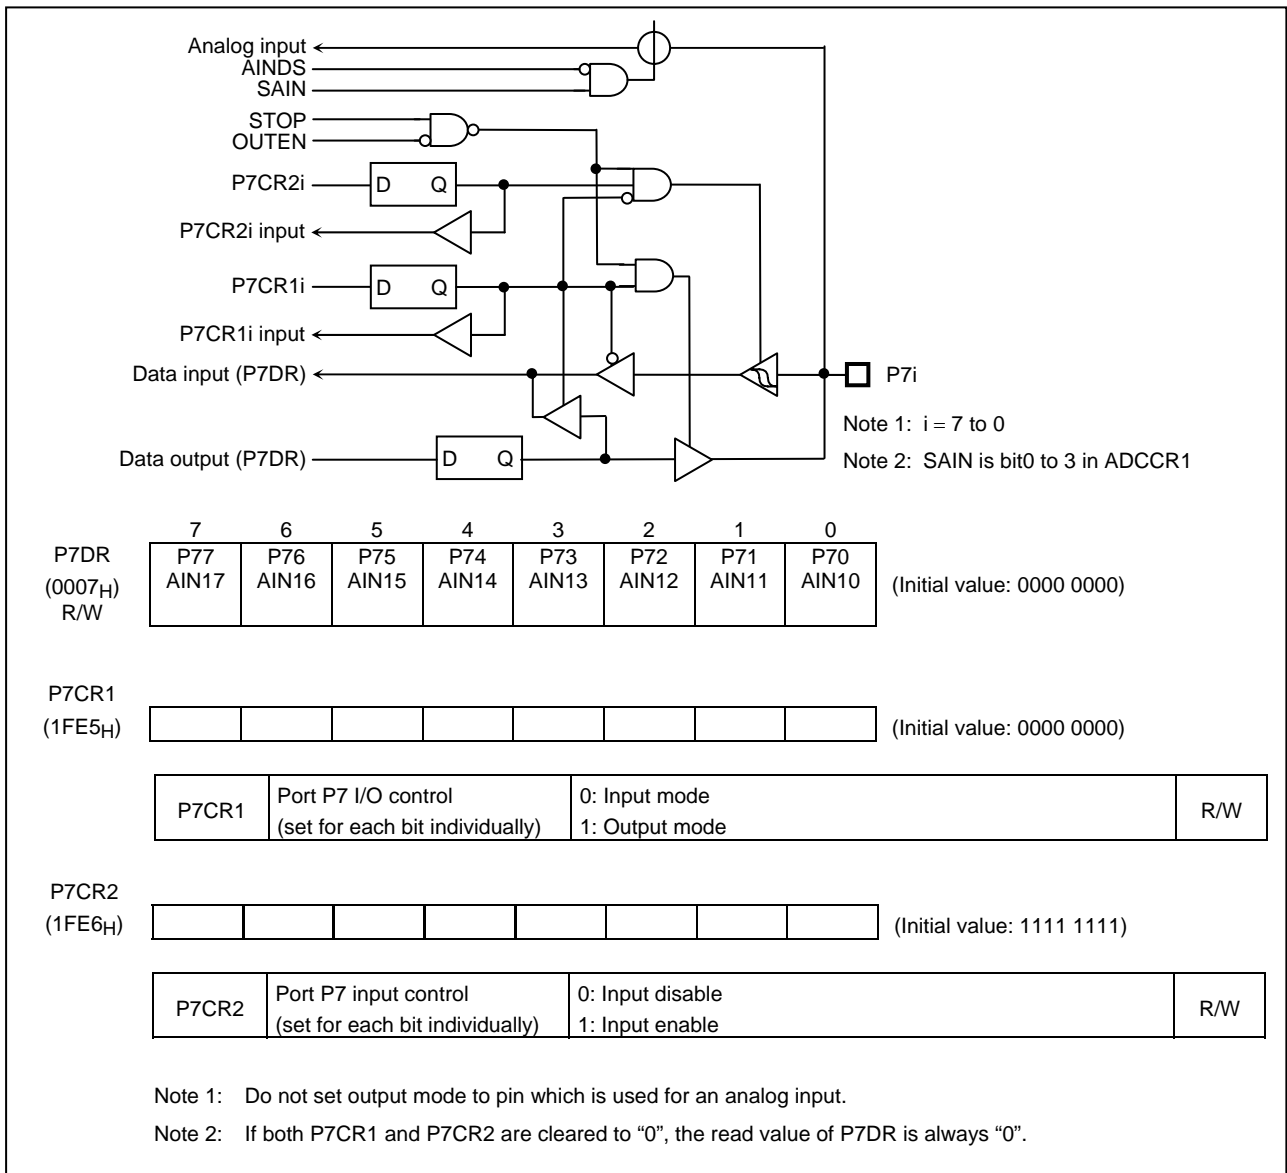 Analog input
AINDS
SAIN
STOP
OUTEN
P7CR2i
D Q
P7CR2i input
P7CR1i
D Q
P7CR1i input
Data input (P7DR)
P7i
Note 1: i = 7 to 0
Data output (P7DR)
D Q
Note 2: SAIN is bit0 to 3 in ADCCR1
7 6 5 4 3 2 1 0
P7DR P77 P76 P75 P74 P73 P72 P71 P70
(0007H) AIN17 AIN16 AIN15 AIN14 AIN13 AIN12 AIN11 AIN10 (Initial value: 0000 0000)
R/W
P7CR1
(1FE5H) (Initial value: 0000 0000)
P7CR1 Port P7 I/O control 0: Input mode R/W
(set for each bit individually) 1: Output mode
P7CR2
(1FE6H) (Initial value: 1111 1111)
P7CR2 Port P7 input control 0: Input disable R/W
(set for each bit individually) 1: Input enable
Note 1: Do not set output mode to pin which is used for an analog input.
Note 2: If both P7CR1 and P7CR2 are cleared to “0”, the read value of P7DR is always “0”.